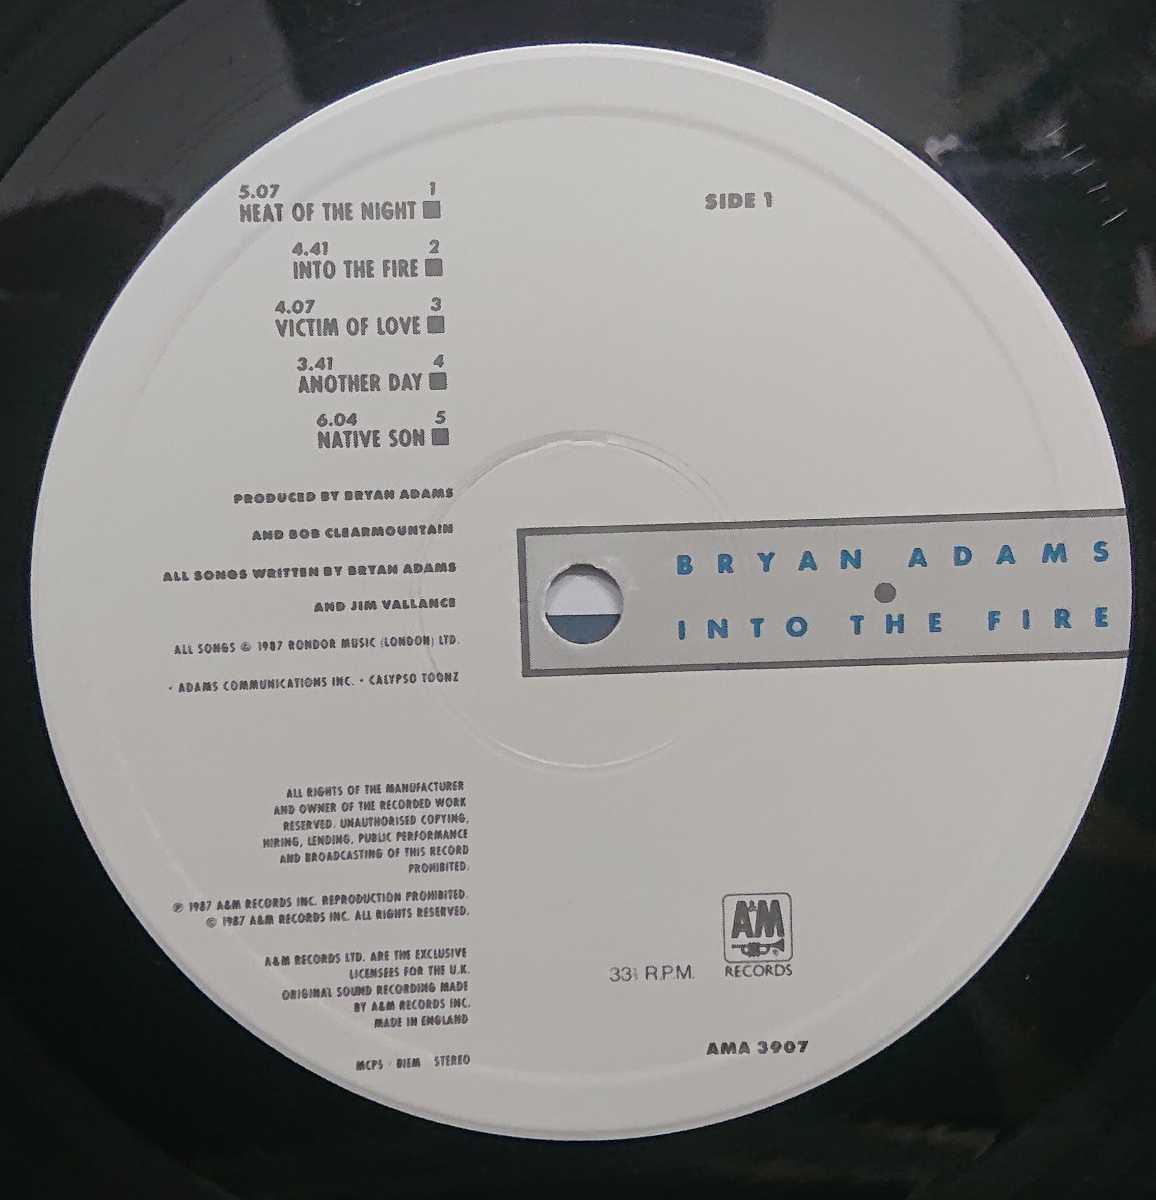 SIDE 1
5.07 1
HEAT OF THE NIGHT
4.41 2
INTO THE FIRE
4.07 3
VICTIM OF LOVE
3.41 4
ANOTHER DAY
6.04 5
NATIVE SON
PRODUCED BY BRYAN ADAMS
AND BOB CLEARMOUNTAIN
ALL SONGS WRITTEN BY BRYAN ADAMS
AND JIM VALLANCE
ALL SONGS © 1987 RONDOR MUSIC (LONDON) LTD.
• ADAMS COMMUNICATIONS INC. • CALYPSO TOONZ
BRYAN ADAMS
INTO THE FIRE
ALL RIGHTS OF THE MANUFACTURER
AND OWNER OF THE RECORDED WORK
RESERVED. UNAUTHORISED COPYING,
HIRING, LENDING, PUBLIC PERFORMANCE
AND BROADCASTING OF THIS RECORD
PROHIBITED.
℗ 1987 A&M RECORDS INC. REPRODUCTION PROHIBITED.
© 1987 A&M RECORDS INC. ALL RIGHTS RESERVED.
A&M RECORDS LTD. ARE THE EXCLUSIVE
LICENSEES FOR THE U.K.
ORIGINAL SOUND RECORDING MADE
BY A&M RECORDS INC.
MADE IN ENGLAND
MCPS · BIEM STEREO
33⅓ R.P.M.
A&M
®
RECORDS
AMA 3907